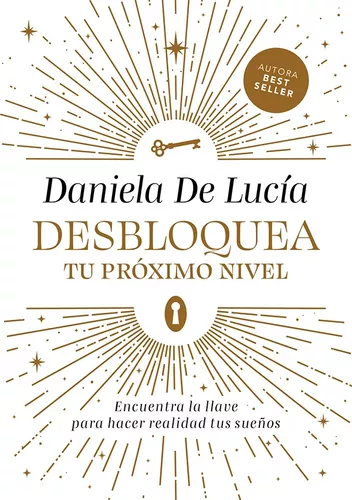 AUTORA
BEST
SELLER
Daniela De Lucía
DESBLOQUEA
TU PRÓXIMO NIVEL
Encuentra la llave
para hacer realidad tus sueños